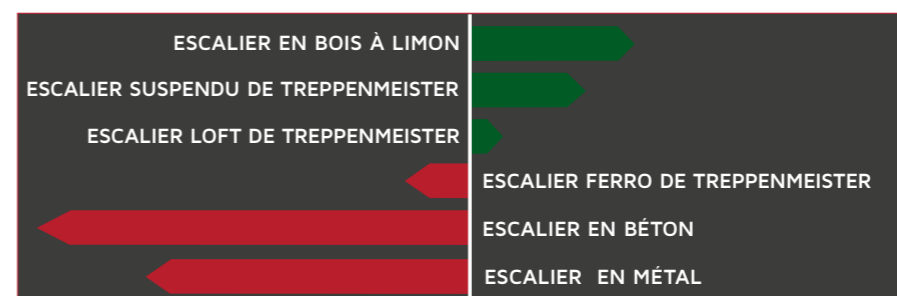 ESCALIER EN BOIS À LIMON
ESCALIER SUSPENDU DE TREPPENMEISTER
ESCALIER LOFT DE TREPPENMEISTER
ESCALIER FERRO DE TREPPENMEISTER
ESCALIER EN BÉTON
ESCALIER EN MÉTAL